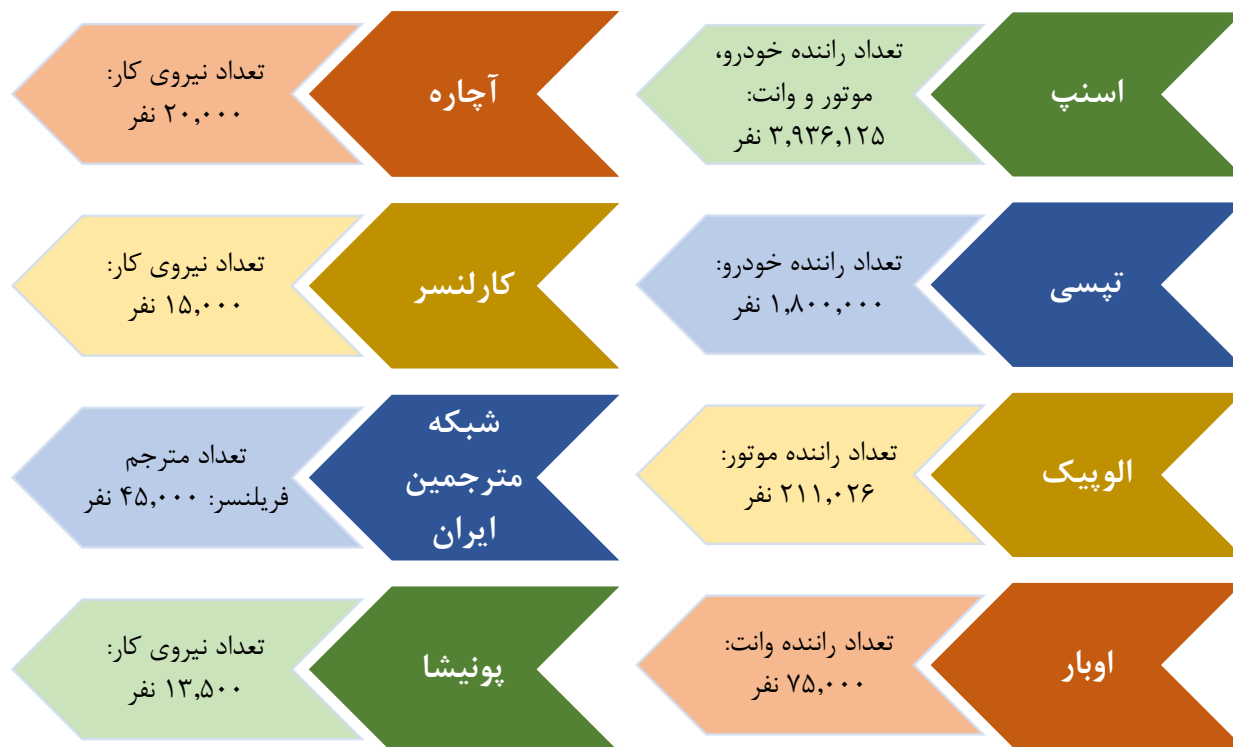 اسنپ
تعداد راننده خودرو،
موتور و وانت:
۳,۹۳۶,۱۲۵ نفر
آچاره
تعداد نیروی کار:
۲۰,۰۰۰ نفر
تپسی
تعداد راننده خودرو:
۱,۸۰۰,۰۰۰ نفر
کارلنسر
تعداد نیروی کار:
۱۵,۰۰۰ نفر
الوپیک
تعداد راننده موتور:
۲۱۱,۰۲۶ نفر
شبکه
مترجمین
ایران
تعداد مترجم
فریلنسر: ۴۵,۰۰۰ نفر
اوبار
تعداد راننده وانت:
۷۵,۰۰۰ نفر
پونیشا
تعداد نیروی کار:
۱۳,۵۰۰ نفر